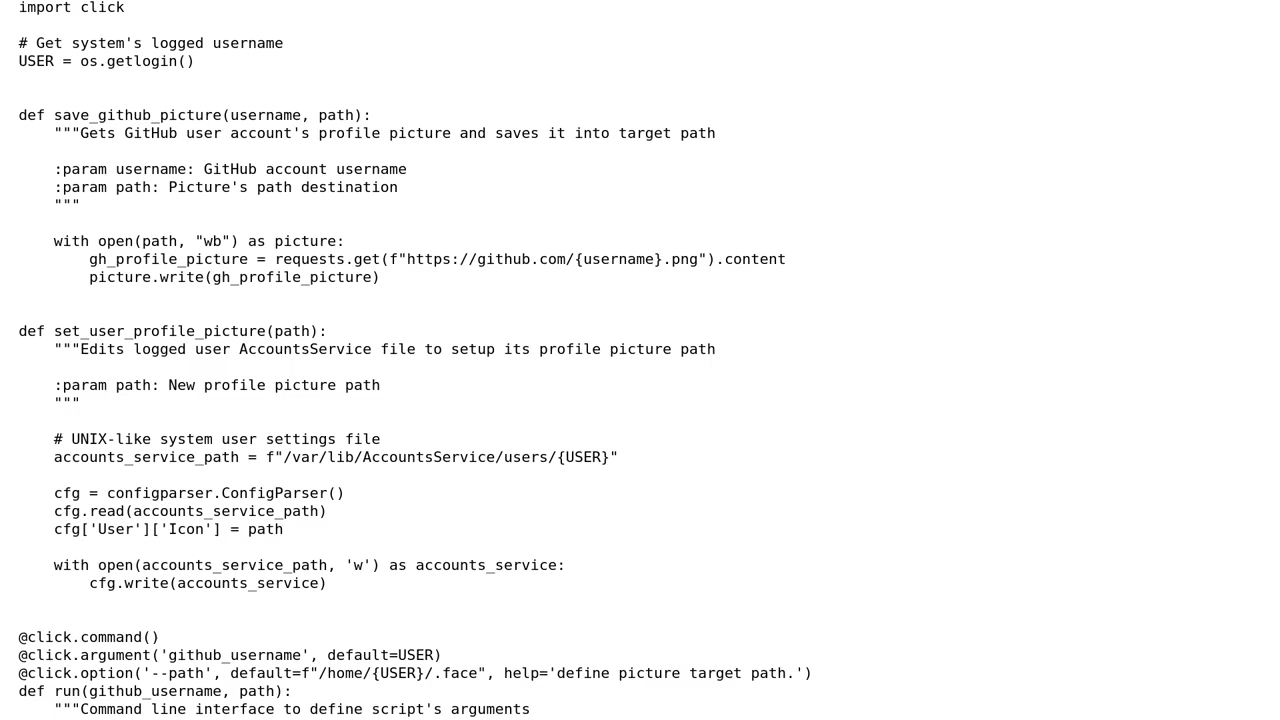 import click

# Get system's logged username
USER = os.getlogin()


def save_github_picture(username, path):
    """Gets GitHub user account's profile picture and saves it into target path

    :param username: GitHub account username
    :param path: Picture's path destination
    """

    with open(path, "wb") as picture:
        gh_profile_picture = requests.get(f"https://github.com/{username}.png").content
        picture.write(gh_profile_picture)


def set_user_profile_picture(path):
    """Edits logged user AccountsService file to setup its profile picture path

    :param path: New profile picture path
    """

    # UNIX-like system user settings file
    accounts_service_path = f"/var/lib/AccountsService/users/{USER}"

    cfg = configparser.ConfigParser()
    cfg.read(accounts_service_path)
    cfg['User']['Icon'] = path

    with open(accounts_service_path, 'w') as accounts_service:
        cfg.write(accounts_service)


@click.command()
@click.argument('github_username', default=USER)
@click.option('--path', default=f"/home/{USER}/.face", help='define picture target path.')
def run(github_username, path):
    """Command line interface to define script's arguments